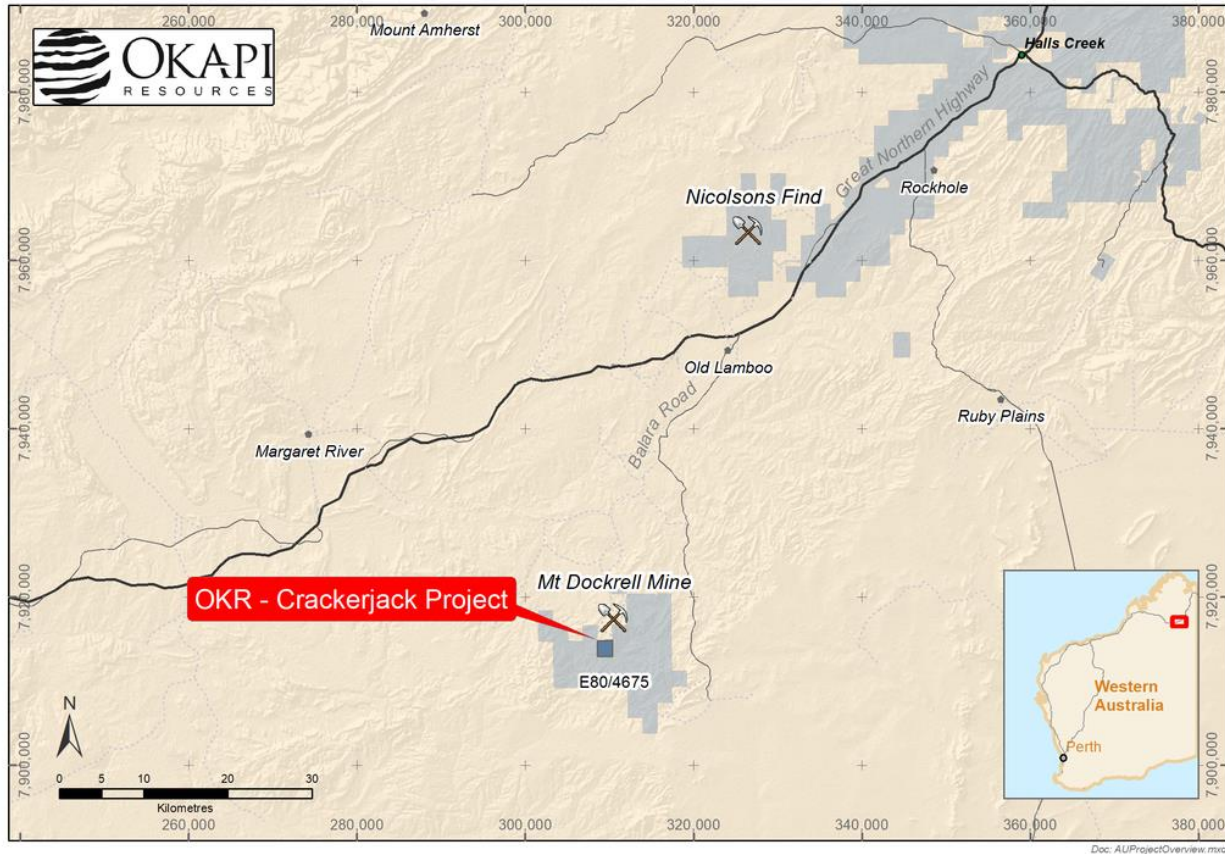 260,000
280,000
300,000
320,000
340,000
360,000
380,000
OKAPI
RESOURCES
Mount Amherst
Halls Creek
7,980,000
7,980,000
Great Northern Highway
Rockhole
Nicolsons Find
7,960,000
7,960,000
Old Lamboo
Balara Road
Ruby Plains
7,940,000
7,940,000
Margaret River
Mt Dockrell Mine
OKR - Crackerjack Project
7,920,000
7,920,000
E80/4675
N
0 5 10 20 30
Kilometres
Western
Australia
Perth
7,900,000
7,900,000
260,000
280,000
300,000
320,000
340,000
360,000
380,000
Doc: AUProjectOverview.mxd